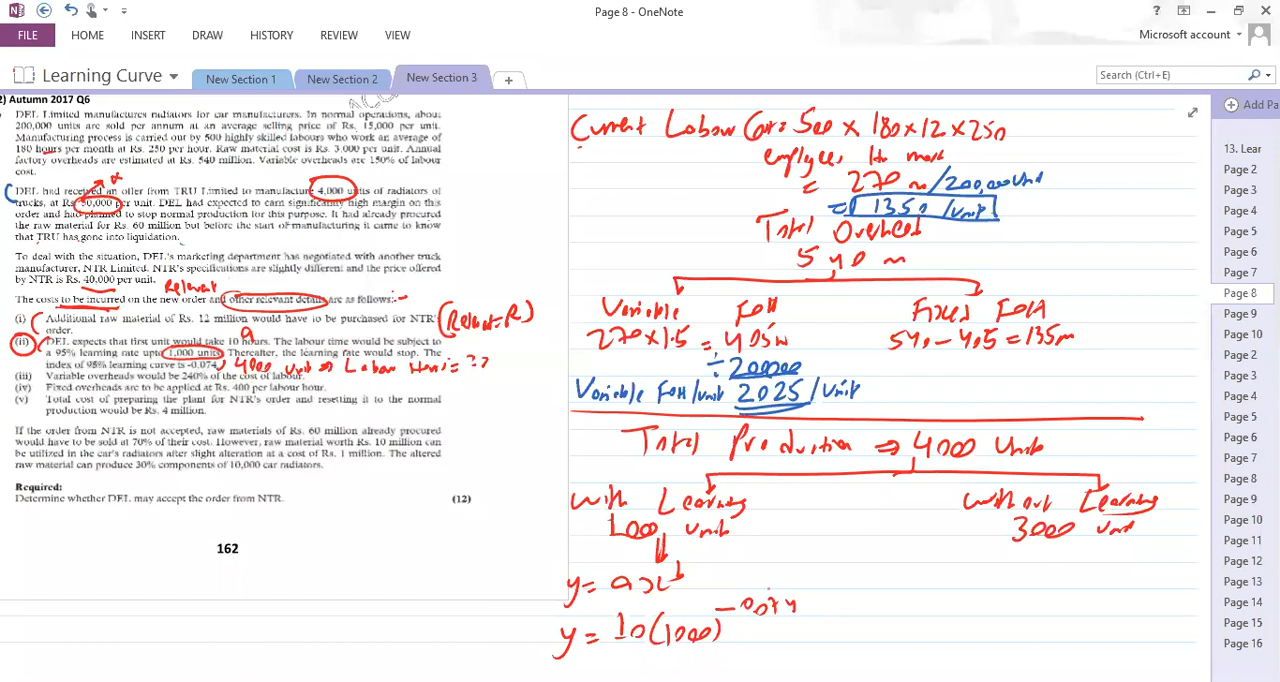 Page 8 - OneNote
Microsoft account
FILE HOME INSERT DRAW HISTORY REVIEW VIEW
Learning Curve
New Section 1
New Section 2
New Section 3
Search (Ctrl+E)
Add Page
2) Autumn 2017 Q6
DEL Limited manufactures radiators for car manufacturers. In normal operations, about
200,000 units are sold per annum at an average selling price of Rs. 15,000 per unit.
Manufacturing process is carried out by 500 highly skilled labours who work an average of
180 hours per month at Rs. 250 per hour. Raw material cost is Rs. 3,000 per unit. Annual
factory overheads are estimated at Rs. 540 million. Variable overheads are 150% of labour
cost.
DEL had received an offer from TRU Limited to manufacture 4,000 units of radiators of
trucks, at Rs. per unit. DEL had expected to earn significantly high margin on this
order and had planned to stop normal production for this purpose. It had already procured
the raw material for Rs. 60 million but before the start of manufacturing it came to know
that TRU has gone into liquidation.
To deal with the situation, DEL's marketing department has negotiated with another truck
manufacturer, NTR Limited. NTR's specifications are slightly different and the price offered
by NTR is Rs. 40,000 per unit.
Relevant
The costs to be incurred on the new order and other relevant details are as follows:
(i) Additional raw material of Rs. 12 million would have to be purchased for NTR's
order.
(Relevant-R)
a
(ii) DEL expects that first unit would take 10 hours. The labour time would be subject to
a 95% learning rate upto 1,000 units. Thereafter, the learning rate would stop. The
index of 95% learning curve is -0.074.
4000 unit ⇒ Labour Hours = ??
(iii) Variable overheads would be 240% of the cost of labour.
(iv) Fixed overheads are to be applied at Rs. 400 per labour hour.
(v) Total cost of preparing the plant for NTR's order and resetting it to the normal
production would be Rs. 4 million.
If the order from NTR is not accepted, raw materials of Rs. 60 million already procured
would have to be sold at 70% of their cost. However, raw material worth Rs. 10 million can
be utilized in the car's radiators after slight alteration at a cost of Rs. 1 million. The altered
raw material can produce 30% components of 10,000 car radiators.
Required:
Determine whether DEL may accept the order from NTR.
(12)
162
Current Labour Cost = 500 × 180 × 12 × 250
employees Hr month
= 270 m / 200,000 unit
= 1350 / unit
Total Overhead
540 m
Variable FOH
270 × 1.5 = 405 m
÷ 200000
Variable FOH/unit 2025 / unit
Fixed FOH
540 - 405 = 135 m
Total Production ⇒ 4000 Units
with Learning
1000 units
with out Learning
3000 unit
y = ax^b
y = 10(1000)^-0.074
13. Lear
Page 2
Page 3
Page 4
Page 5
Page 6
Page 7
Page 8
Page 9
Page 10
Page 2
Page 3
Page 4
Page 5
Page 6
Page 7
Page 8
Page 9
Page 10
Page 11
Page 12
Page 13
Page 14
Page 15
Page 16